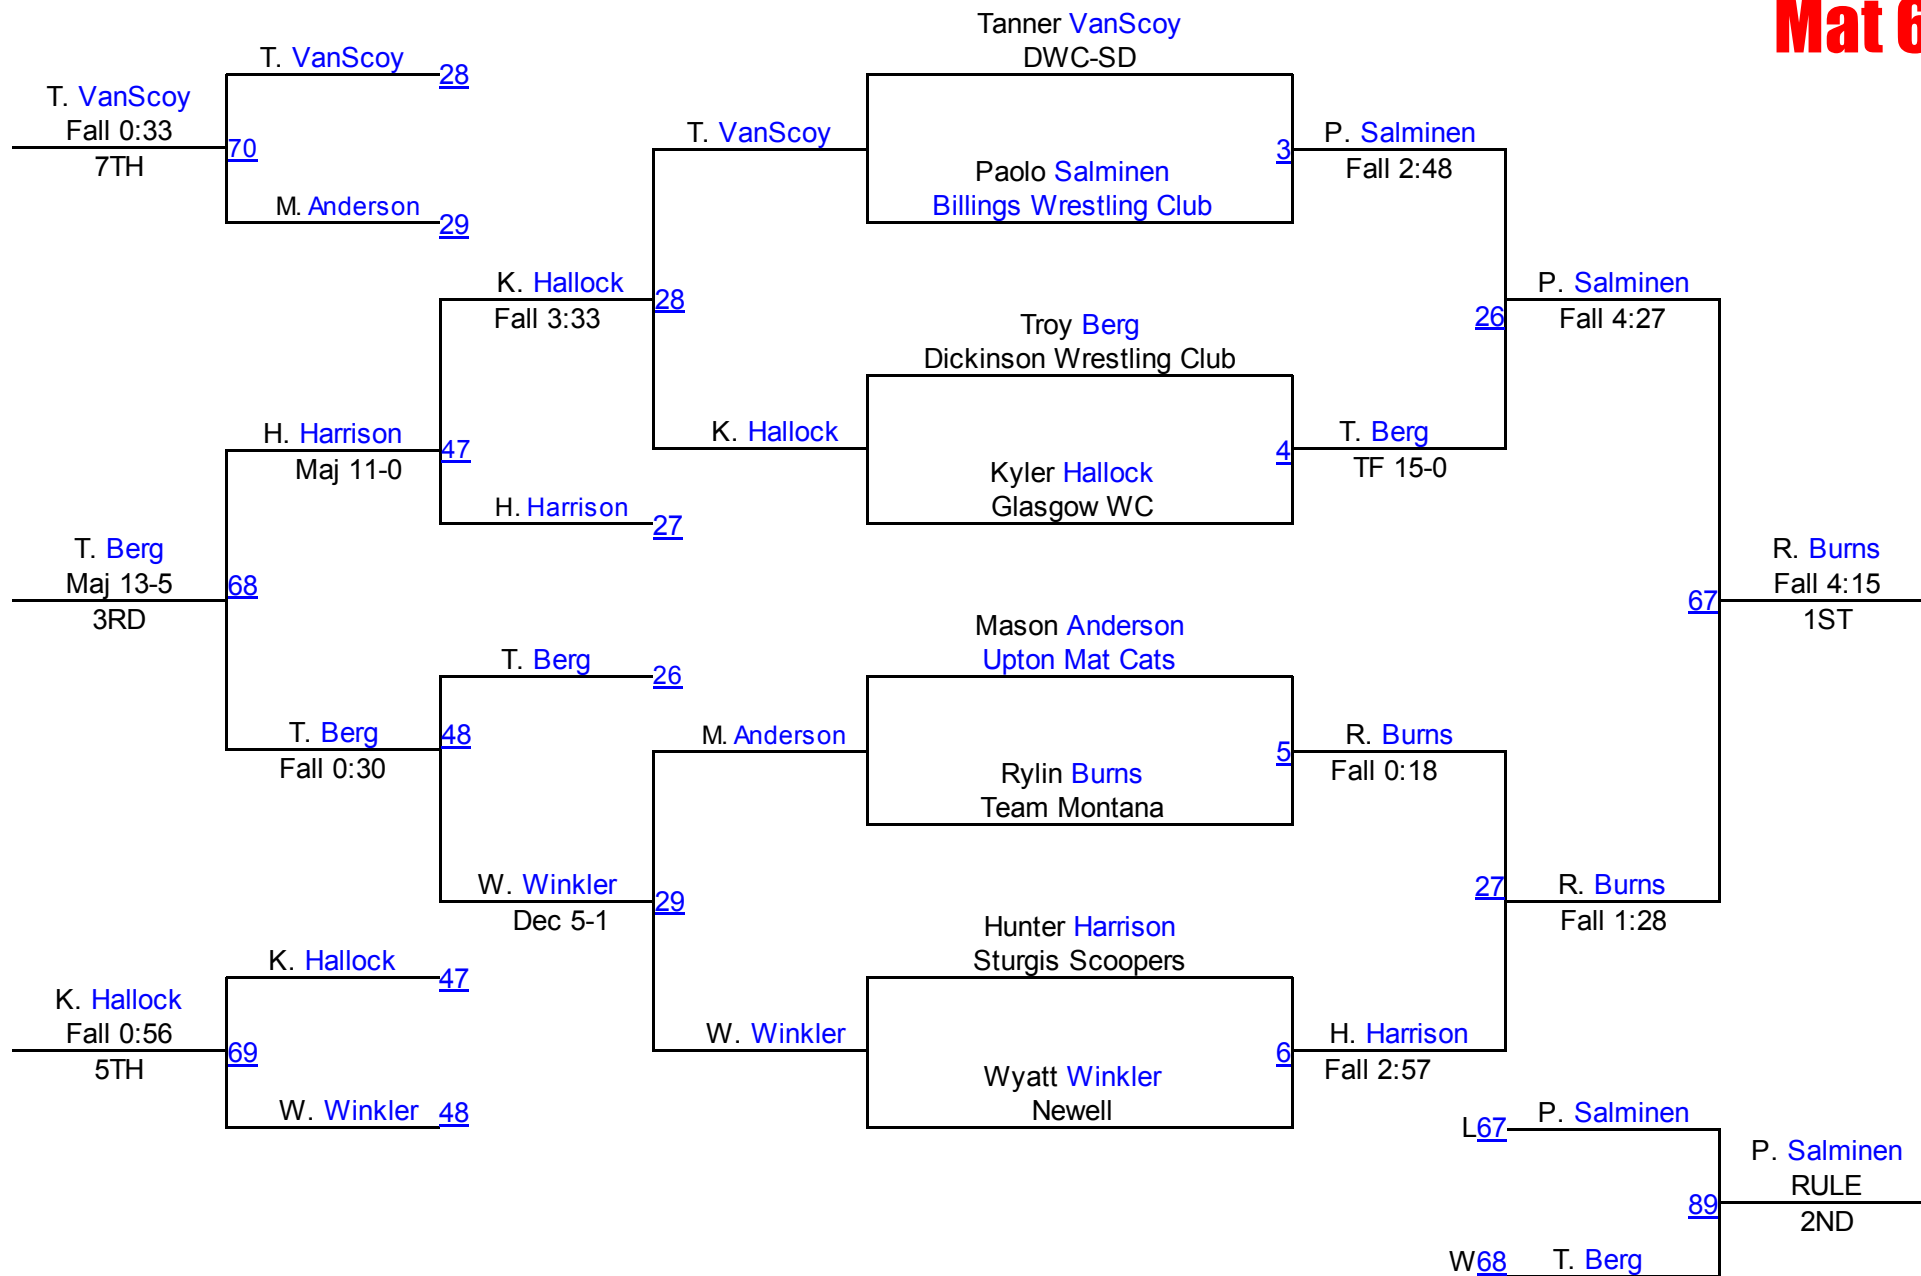 Mat 6
Tanner VanScoy
DWC-SD
T. VanScoy
28
T. VanScoy
Fall 0:33
70
7TH
M. Anderson
29
T. VanScoy
Paolo Salminen
Billings Wrestling Club
3
P. Salminen
Fall 2:48
K. Hallock
Fall 3:33
28
Troy Berg
Dickinson Wrestling Club
26
P. Salminen
Fall 4:27
H. Harrison
Maj 11-0
47
K. Hallock
Kyler Hallock
Glasgow WC
4
T. Berg
TF 15-0
H. Harrison
27
T. Berg
Maj 13-5
68
3RD
R. Burns
Fall 4:15
67
1ST
Mason Anderson
Upton Mat Cats
T. Berg
26
T. Berg
Fall 0:30
48
M. Anderson
Rylin Burns
Team Montana
5
R. Burns
Fall 0:18
W. Winkler
Dec 5-1
29
27
R. Burns
Fall 1:28
Hunter Harrison
Sturgis Scoopers
K. Hallock
47
K. Hallock
Fall 0:56
69
5TH
W. Winkler
48
W. Winkler
Wyatt Winkler
Newell
6
H. Harrison
Fall 2:57
L67
P. Salminen
P. Salminen
RULE
89
2ND
W68
T. Berg